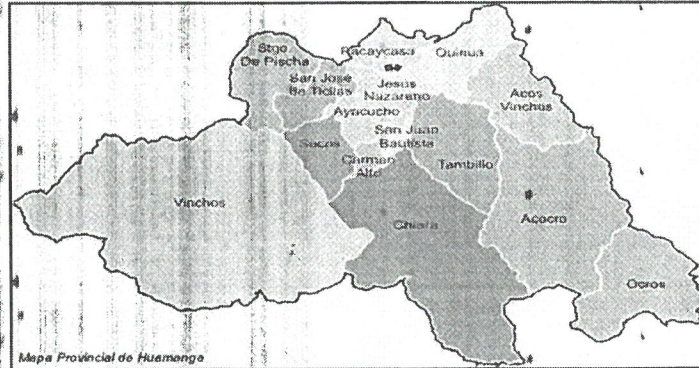 Stgo
De Pischa
San Jose
de Ticllas
Pacaycasa
Quinua
Jesús
Nazareno
Acos
Vinchos
Ayacucho
San Juan
Bautista
Socos
Carmen
Alto
Tambillo
Vinchos
Chiara
Acocro
Ocros
Mapa Provincial de Huamanga